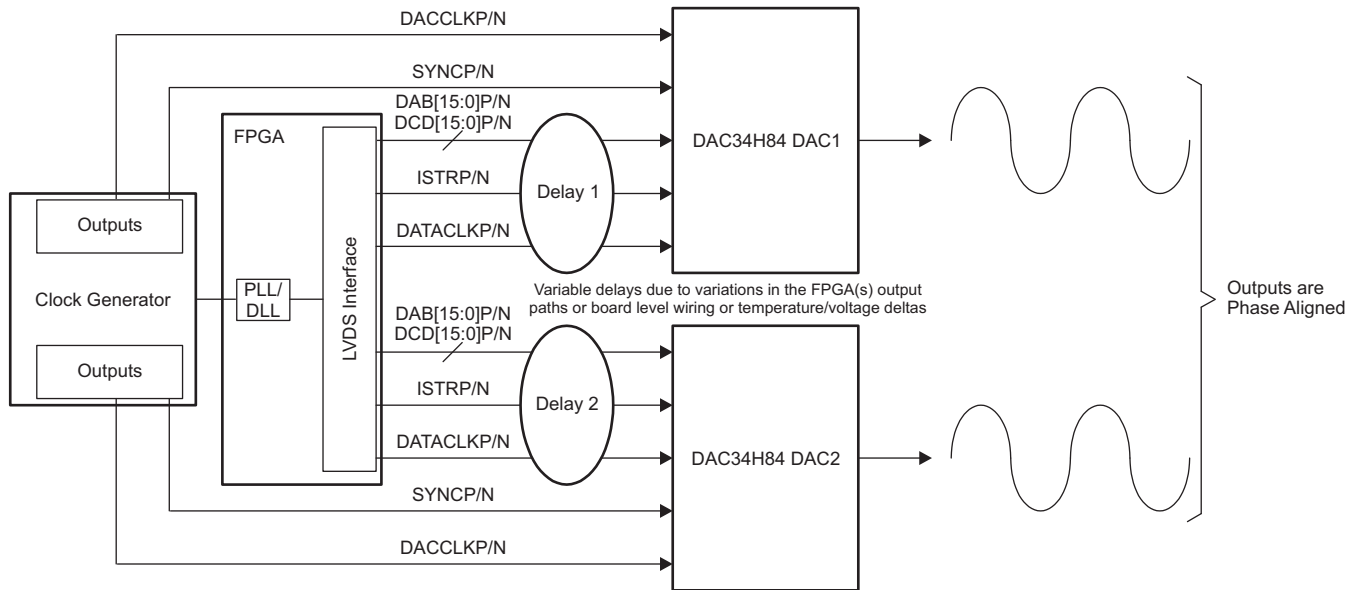 DACCLKP/N
SYNCP/N
DAB[15:0]P/N
DCD[15:0]P/N
FPGA
ISTRP/N
Delay 1
DATACLKP/N
DAC34H84 DAC1
Outputs
Clock Generator
PLL/
DLL
LVDS Interface
Variable delays due to variations in the FPGA(s) output
paths or board level wiring or temperature/voltage deltas
Outputs are
Phase Aligned
DAB[15:0]P/N
DCD[15:0]P/N
Outputs
ISTRP/N
Delay 2
DATACLKP/N
DAC34H84 DAC2
SYNCP/N
DACCLKP/N